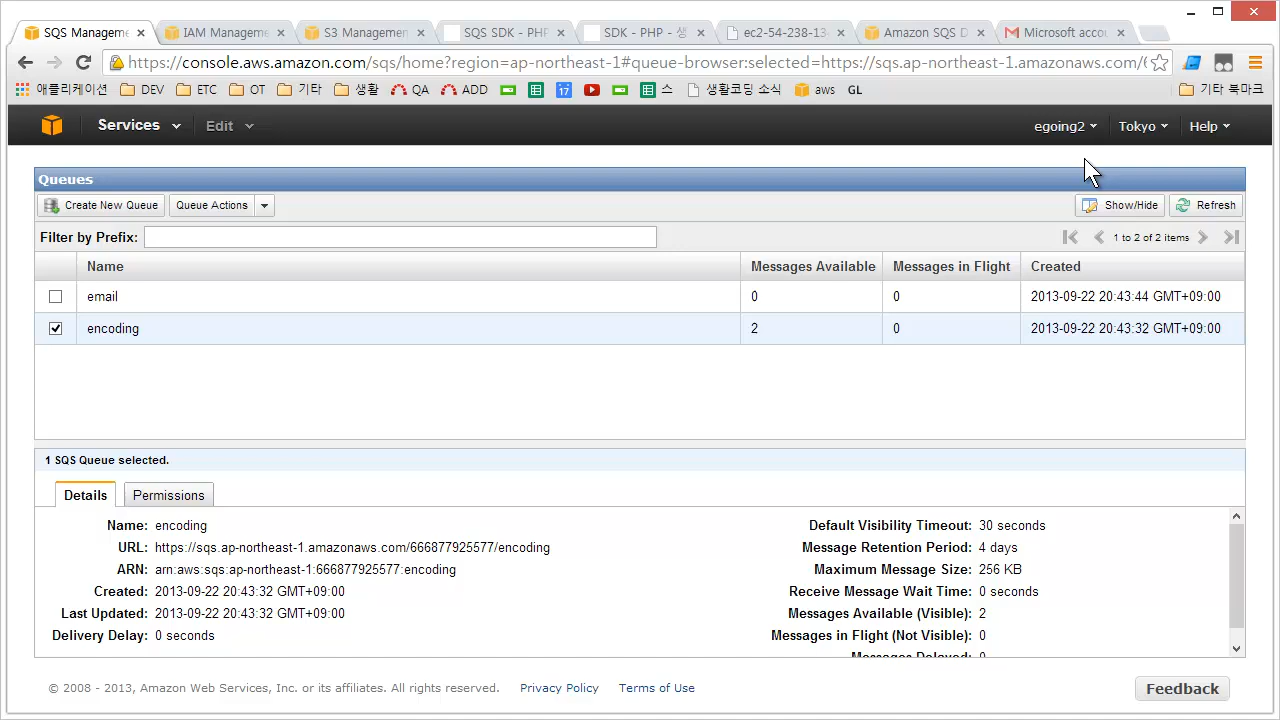 SQS Manageme
IAM Manageme
S3 Managemen
SQS SDK - PHP
SDK - PHP - 생
ec2-54-238-13-
Amazon SQS D
Microsoft accou
https://console.aws.amazon.com/sqs/home?region=ap-northeast-1#queue-browser:selected=https://sqs.ap-northeast-1.amazonaws.com/6
애플리케이션
DEV
ETC
OT
기타
생활
QA
ADD
17
스
생활코딩 소식
aws
GL
기타 북마크
Services
Edit
egoing2
Tokyo
Help
Queues
Create New Queue
Queue Actions
Show/Hide
Refresh
Filter by Prefix:
1 to 2 of 2 items
Name Messages Available Messages in Flight Created
email 0 0 2013-09-22 20:43:44 GMT+09:00
encoding 2 0 2013-09-22 20:43:32 GMT+09:00
1 SQS Queue selected.
Details
Permissions
Name: encoding
URL: https://sqs.ap-northeast-1.amazonaws.com/666877925577/encoding
ARN: arn:aws:sqs:ap-northeast-1:666877925577:encoding
Created: 2013-09-22 20:43:32 GMT+09:00
Last Updated: 2013-09-22 20:43:32 GMT+09:00
Delivery Delay: 0 seconds
Default Visibility Timeout: 30 seconds
Message Retention Period: 4 days
Maximum Message Size: 256 KB
Receive Message Wait Time: 0 seconds
Messages Available (Visible): 2
Messages in Flight (Not Visible): 0
Messages Delayed: 0
© 2008 - 2013, Amazon Web Services, Inc. or its affiliates. All rights reserved.
Privacy Policy
Terms of Use
Feedback